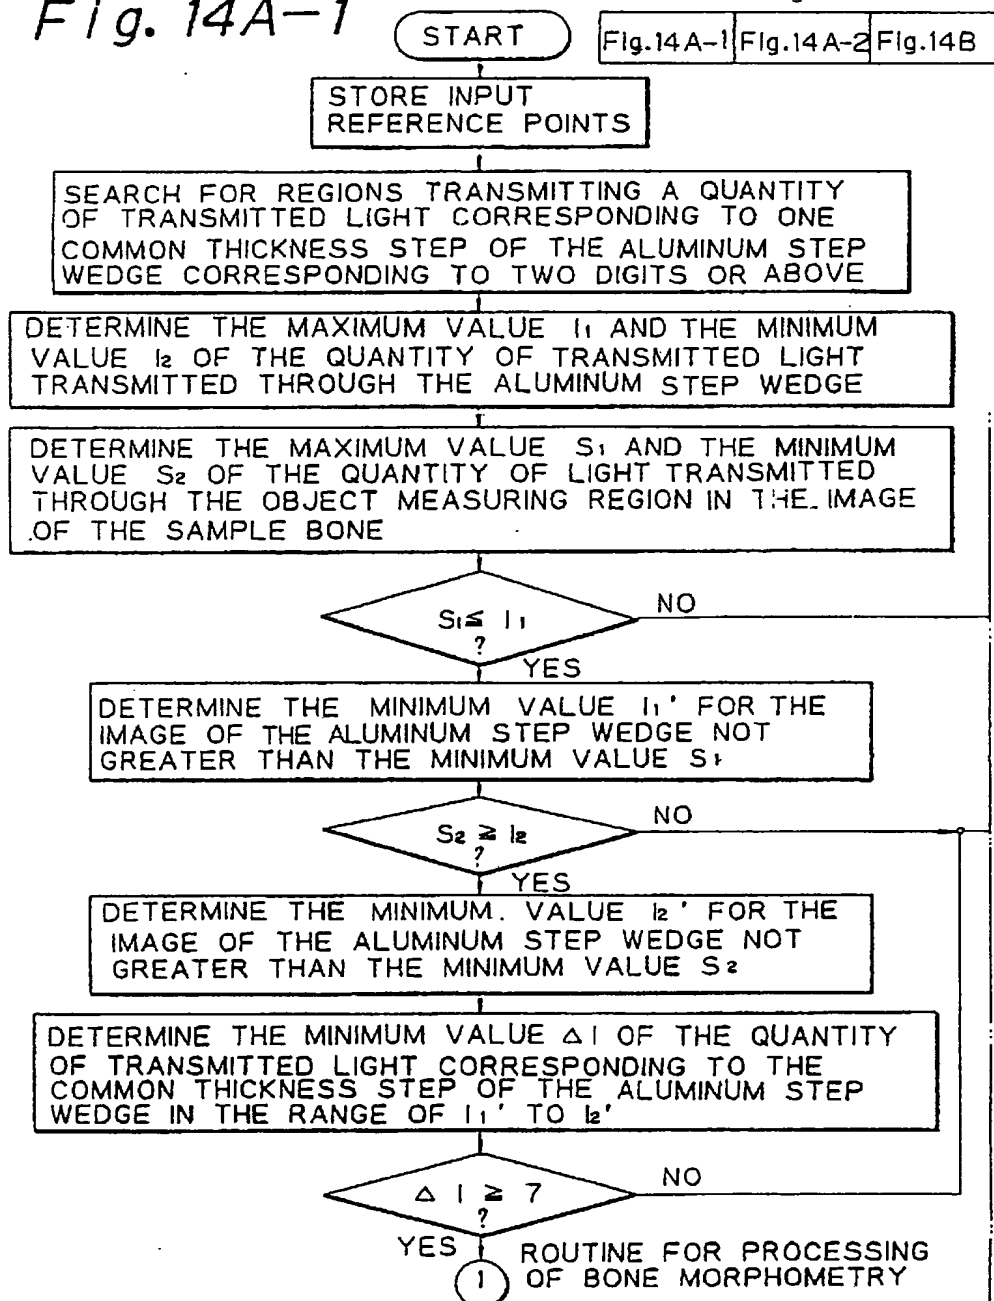 Fig. 14A-1
START
Fig.14A-1 Fig.14A-2 Fig.14B
STORE INPUT
REFERENCE POINTS
SEARCH FOR REGIONS TRANSMITTING A QUANTITY
OF TRANSMITTED LIGHT CORRESPONDING TO ONE
COMMON THICKNESS STEP OF THE ALUMINUM STEP
WEDGE CORRESPONDING TO TWO DIGITS OR ABOVE
DETERMINE THE MAXIMUM VALUE I₁ AND THE MINIMUM
VALUE I₂ OF THE QUANTITY OF TRANSMITTED LIGHT
TRANSMITTED THROUGH THE ALUMINUM STEP WEDGE
DETERMINE THE MAXIMUM VALUE S₁ AND THE MINIMUM
VALUE S₂ OF THE QUANTITY OF LIGHT TRANSMITTED
THROUGH THE OBJECT MEASURING REGION IN THE IMAGE
OF THE SAMPLE BONE
S₁ ≦ I₁
?
NO
YES
DETERMINE THE MINIMUM VALUE I₁' FOR THE
IMAGE OF THE ALUMINUM STEP WEDGE NOT
GREATER THAN THE MINIMUM VALUE S₁
S₂ ≧ I₂
?
NO
YES
DETERMINE THE MINIMUM. VALUE I₂' FOR THE
IMAGE OF THE ALUMINUM STEP WEDGE NOT
GREATER THAN THE MINIMUM VALUE S₂
DETERMINE THE MINIMUM VALUE △I OF THE QUANTITY
OF TRANSMITTED LIGHT CORRESPONDING TO THE
COMMON THICKNESS STEP OF THE ALUMINUM STEP
WEDGE IN THE RANGE OF I₁' TO I₂'
△ I ≧ 7
?
NO
YES
1
ROUTINE FOR PROCESSING
OF BONE MORPHOMETRY